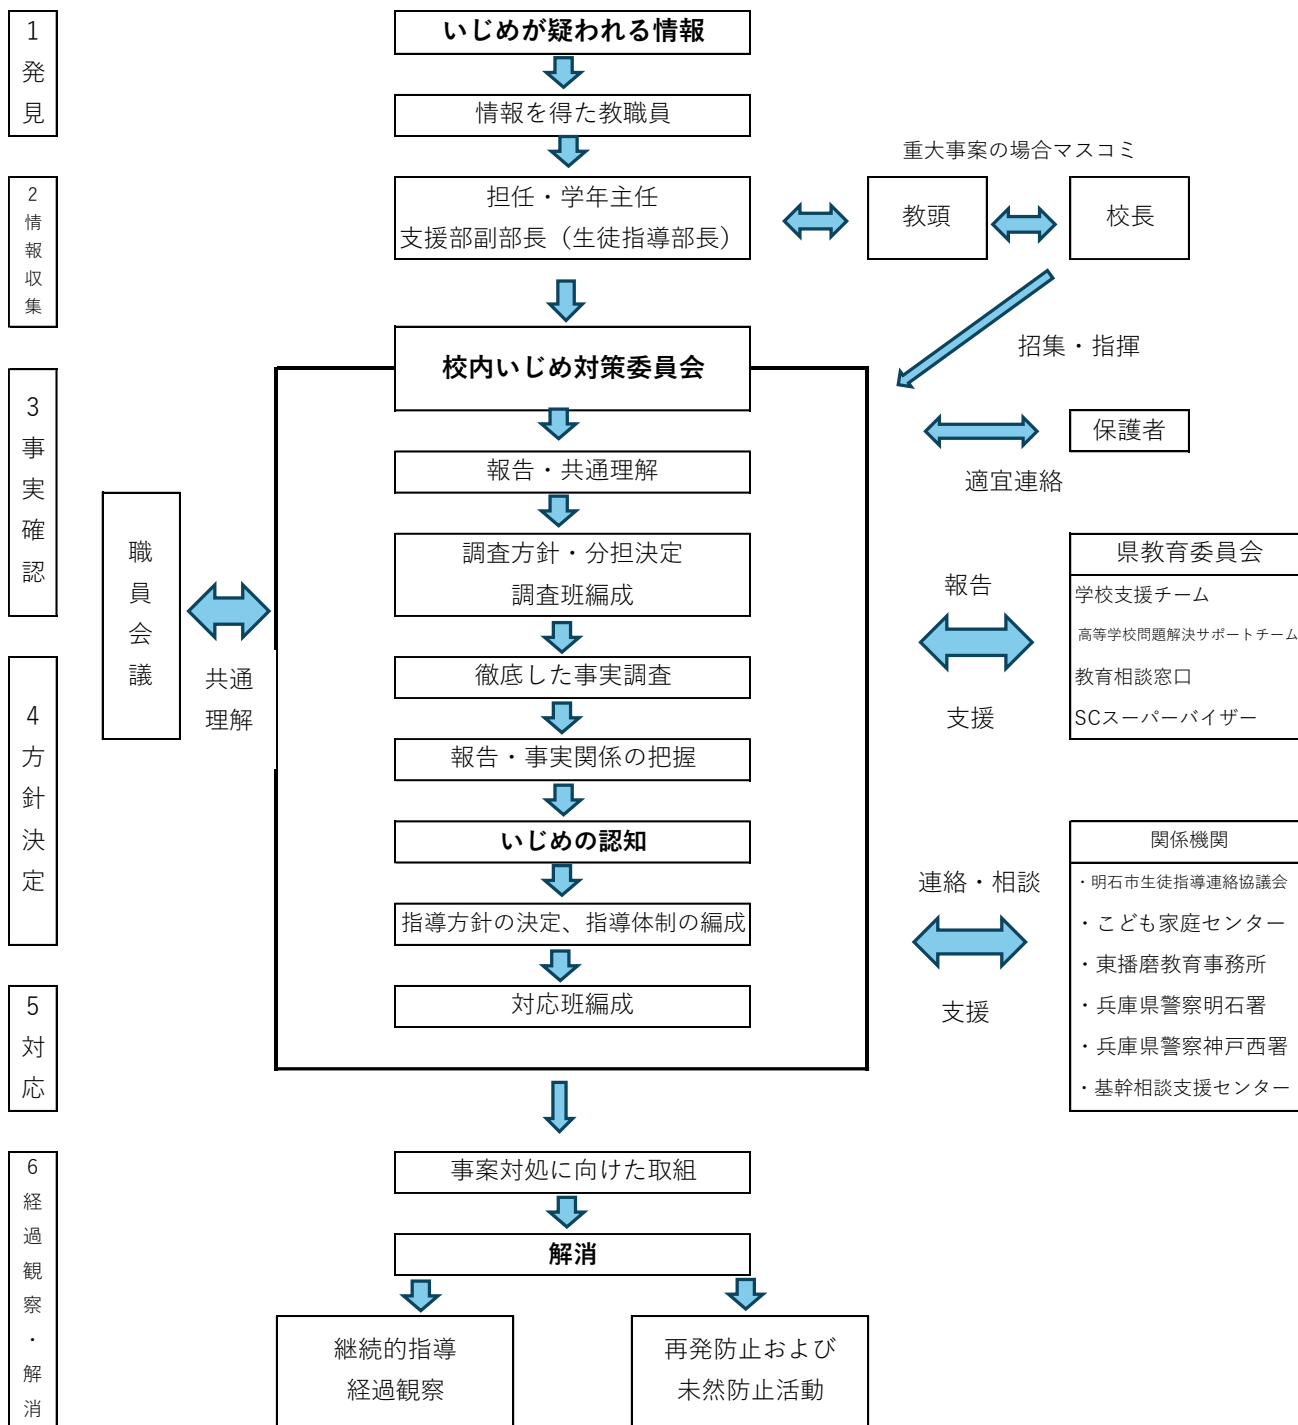 1発見
いじめが疑われる情報
情報を得た教職員
重大事案の場合マスコミ
2情報収集
担任・学年主任
支援部副部長（生徒指導部長）
教頭
校長
招集・指揮
校内いじめ対策委員会
3事実確認
保護者
適宜連絡
報告・共通理解
調査方針・分担決定
調査班編成
職員会議
共通
理解
報告
支援
県教育委員会
学校支援チーム
高等学校問題解決サポートチーム
教育相談窓口
SCスーパーバイザー
4方針決定
徹底した事実調査
報告・事実関係の把握
いじめの認知
指導方針の決定、指導体制の編成
連絡・相談
支援
関係機関
・明石市生徒指導連絡協議会
・こども家庭センター
・東播磨教育事務所
・兵庫県警察明石署
・兵庫県警察神戸西署
・基幹相談支援センター
5対応
対応班編成
6経過観察・解消
事案対処に向けた取組
解消
継続的指導
経過観察
再発防止および
未然防止活動